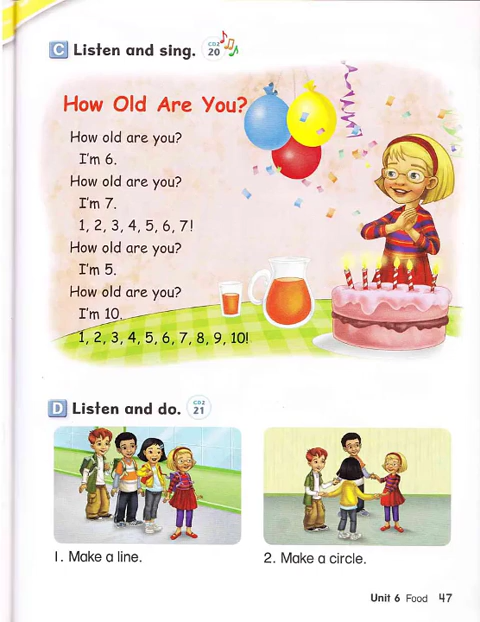 C Listen and sing. CD2 20
How Old Are You?
How old are you?
I'm 6.
How old are you?
I'm 7.
1, 2, 3, 4, 5, 6, 7!
How old are you?
I'm 5.
How old are you?
I'm 10.
1, 2, 3, 4, 5, 6, 7, 8, 9, 10!
D Listen and do. CD2 21
1. Make a line.
2. Make a circle.
Unit 6 Food 47